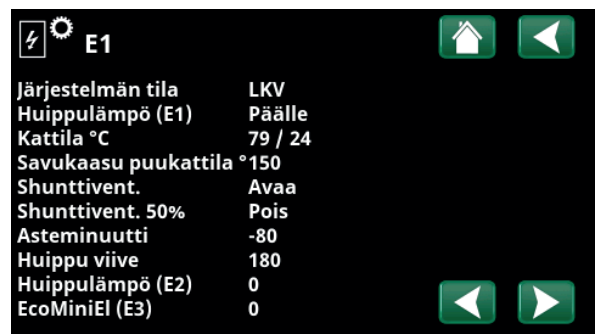 E1
Järjestelmän tila LKV
Huippulämpö (E1) Päälle
Kattila °C 79 / 24
Savukaasu puukattila ° 150
Shunttivent. Avaa
Shunttivent. 50% Pois
Asteminuutti -80
Huippu viive 180
Huippulämpö (E2) 0
EcoMiniEl (E3) 0